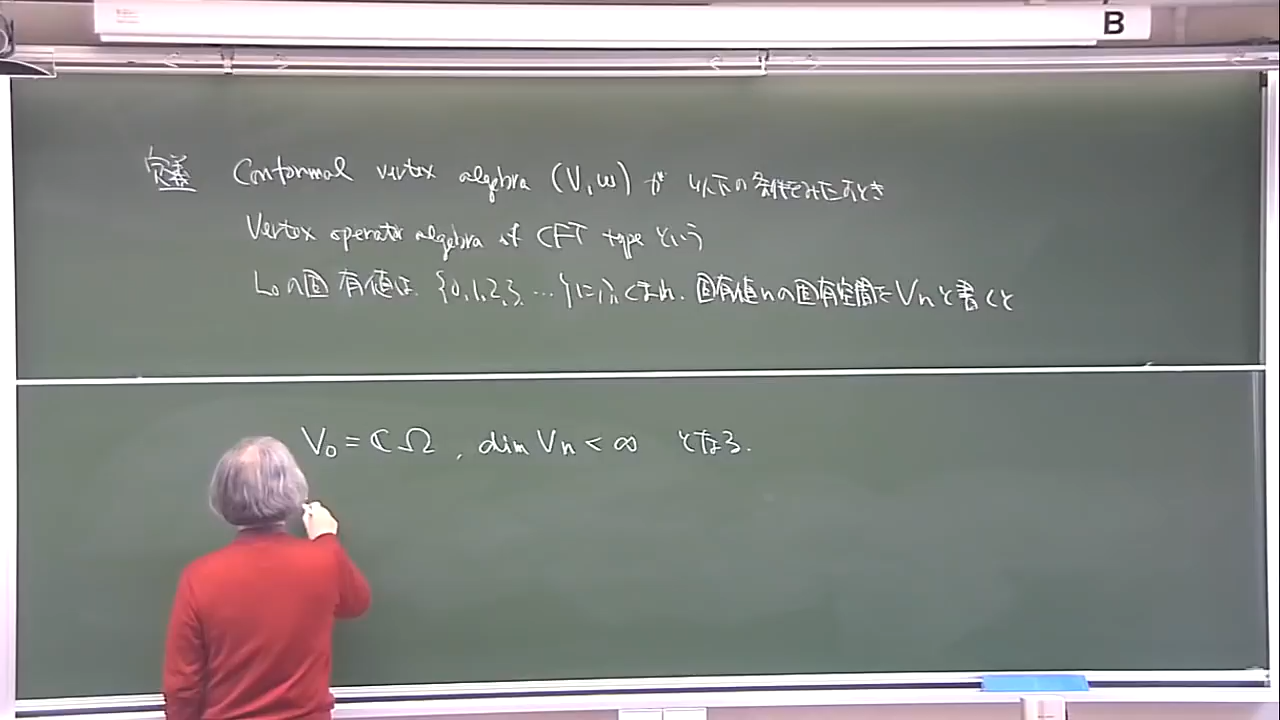 B
定義 Conformal vertex algebra (V, ω) が 以下の条件をみたすとき
Vertex operator algebra of CFT type という
L₀の固有値は {0,1,2,3, …}にふくまれ、固有値nの固有空間を Vₙと書くと
V₀ = ℂΩ , dim Vₙ < ∞ となる.